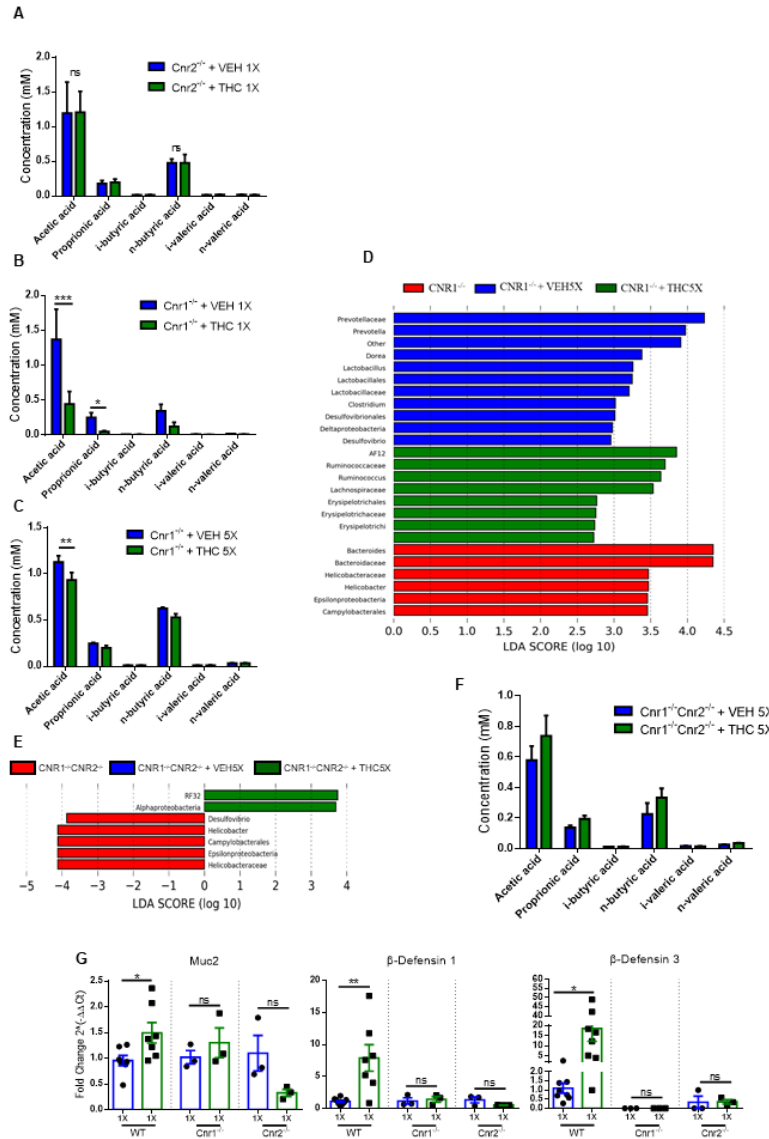 A
Cnr2-/- + VEH 1X
Cnr2-/- + THC 1X
Concentration (mM)
2.0
1.5
1.0
0.5
0.0
ns
ns
Acetic acid
Proprionic acid
i-butyric acid
n-butyric acid
i-valeric acid
n-valeric acid
B
Cnr1-/- + VEH 1X
Cnr1-/- + THC 1X
Concentration (mM)
2.0
1.5
1.0
0.5
0.0
***
*
Acetic acid
Proprionic acid
i-butyric acid
n-butyric acid
i-valeric acid
n-valeric acid
C
Cnr1-/- + VEH 5X
Cnr1-/- + THC 5X
Concentration (mM)
1.5
1.0
0.5
0.0
**
Acetic acid
Proprionic acid
i-butyric acid
n-butyric acid
i-valeric acid
n-valeric acid
D
CNR1-/- CNR1-/- + VEH5X CNR1-/- + THC5X
Prevotellaceae
Prevotella
Other
Dorea
Lactobacillus
Lactobacillales
Lactobacillaceae
Clostridium
Desulfovibrionales
Deltaproteobacteria
Desulfovibrio
AF12
Ruminococcaceae
Ruminococcus
Lachnospiraceae
Erysipelotrichales
Erysipelotrichaceae
Erysipelotrichi
Bacteroides
Bacteroidaceae
Helicobacteraceae
Helicobacter
Epsilonproteobacteria
Campylobacterales
0.0 0.5 1.0 1.5 2.0 2.5 3.0 3.5 4.0 4.5
LDA SCORE (log 10)
E
CNR1-/-CNR2-/- CNR1-/-CNR2-/- + VEH5X CNR1-/-CNR2-/- + THC5X
RF32
Alphaproteobacteria
Desulfovibrio
Helicobacter
Campylobacterales
Epsilonproteobacteria
Helicobacteraceae
−5 −4 −3 −2 −1 0 1 2 3 4
LDA SCORE (log 10)
F
Cnr1-/-Cnr2-/- + VEH 5X
Cnr1-/-Cnr2-/- + THC 5X
Concentration (mM)
0.8
0.6
0.4
0.2
0.0
Acetic acid
Proprionic acid
i-butyric acid
n-butyric acid
i-valeric acid
n-valeric acid
G
Muc2
Fold Change 2^(-ΔΔCt)
2.5
2.0
1.5
1.0
0.5
0.0
* ns ns
1X 1X 1X 1X 1X 1X
WT Cnr1-/- Cnr2-/-
β-Defensin 1
20
15
10
5
0
** ns ns
1X 1X 1X 1X 1X 1X
WT Cnr1-/- Cnr2-/-
β-Defensin 3
60
55
50
45
40
35
30
25
20
15
10
2.0
1.5
1.0
0.5
0.0
* ns ns
1X 1X 1X 1X 1X 1X
WT Cnr1-/- Cnr2-/-